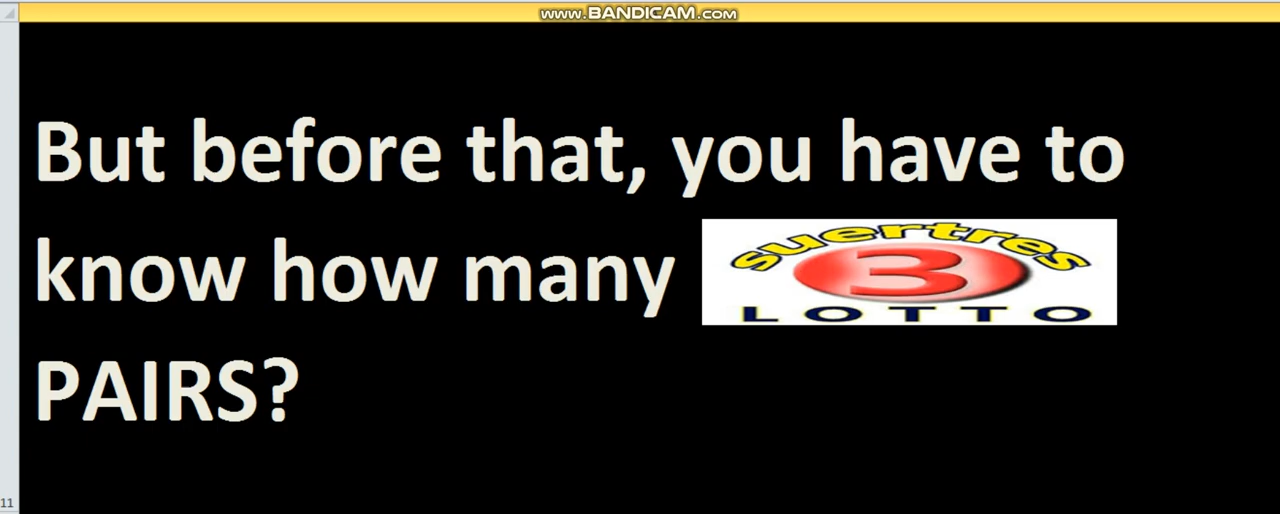 www.BANDICAM.com
But before that, you have to
know how many suertres 3 LOTTO
PAIRS?
11